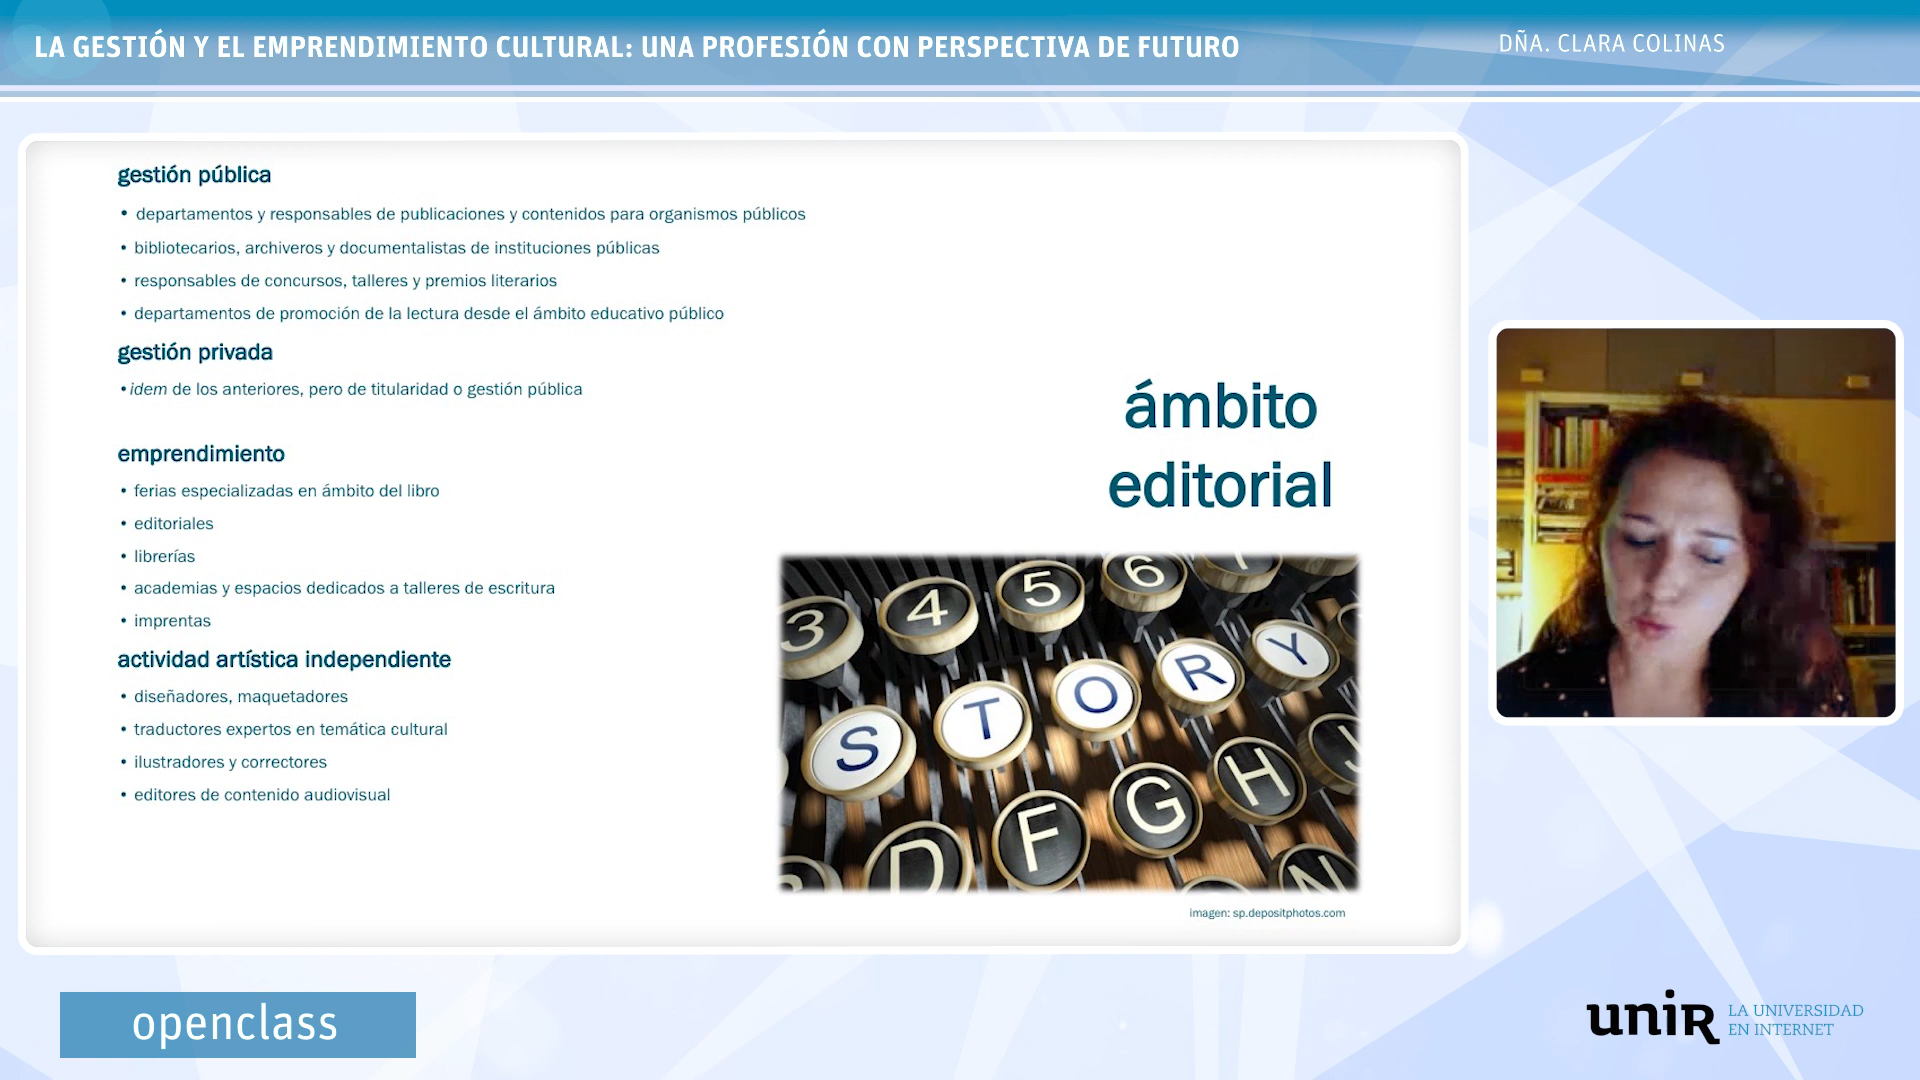 LA GESTIÓN Y EL EMPRENDIMIENTO CULTURAL: UNA PROFESIÓN CON PERSPECTIVA DE FUTURO
DÑA. CLARA COLINAS
gestión pública
• departamentos y responsables de publicaciones y contenidos para organismos públicos
• bibliotecarios, archiveros y documentalistas de instituciones públicas
• responsables de concursos, talleres y premios literarios
• departamentos de promoción de la lectura desde el ámbito educativo público
gestión privada
• idem de los anteriores, pero de titularidad o gestión pública
emprendimiento
• ferias especializadas en ámbito del libro
• editoriales
• librerías
• academias y espacios dedicados a talleres de escritura
• imprentas
actividad artística independiente
• diseñadores, maquetadores
• traductores expertos en temática cultural
• ilustradores y correctores
• editores de contenido audiovisual
ámbito
editorial
3 4 5 6
S T O R Y
D F G H J
N
imagen: sp.depositphotos.com
openclass
unir LA UNIVERSIDAD
EN INTERNET